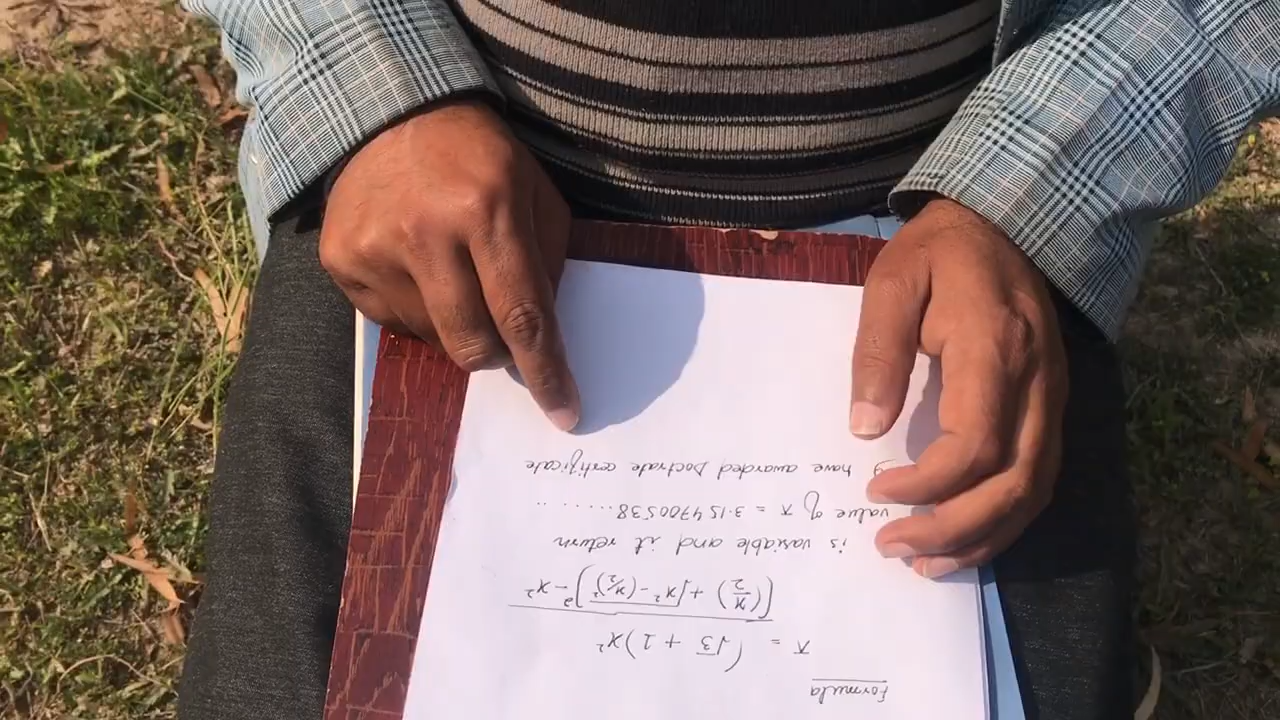 Formula
π = (√3 + 1)x²
[(x/2) + √x² - (x/2)²]² - x²
is variable and it return
value of π = 3.154700538........
I have awarded Doctrate certificate